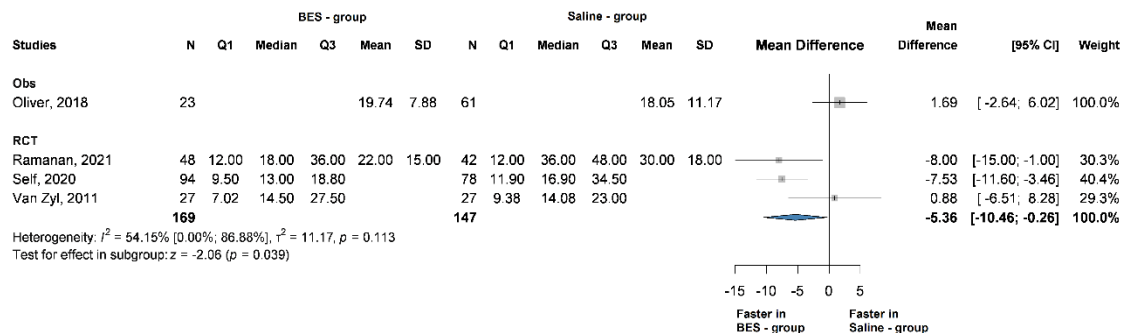 BES - group Saline - group
Mean
Studies N Q1 Median Q3 Mean SD N Q1 Median Q3 Mean SD Mean Difference Difference [95% CI] Weight
Obs
Oliver, 2018 23 19.74 7.88 61 18.05 11.17 1.69 [ -2.64; 6.02] 100.0%
RCT
Ramanan, 2021 48 12.00 18.00 36.00 22.00 15.00 42 12.00 36.00 48.00 30.00 18.00 -8.00 [-15.00; -1.00] 30.3%
Self, 2020 94 9.50 13.00 18.80 78 11.90 16.90 34.50 -7.53 [-11.60; -3.46] 40.4%
Van Zyl, 2011 27 7.02 14.50 27.50 27 9.38 14.08 23.00 0.88 [ -6.51; 8.28] 29.3%
169 147 -5.36 [-10.46; -0.26] 100.0%
Heterogeneity: I² = 54.15% [0.00%; 86.88%], τ² = 11.17, p = 0.113
Test for effect in subgroup: z = -2.06 (p = 0.039)
-15 -10 -5 0 5
Faster in Faster in
BES - group Saline - group